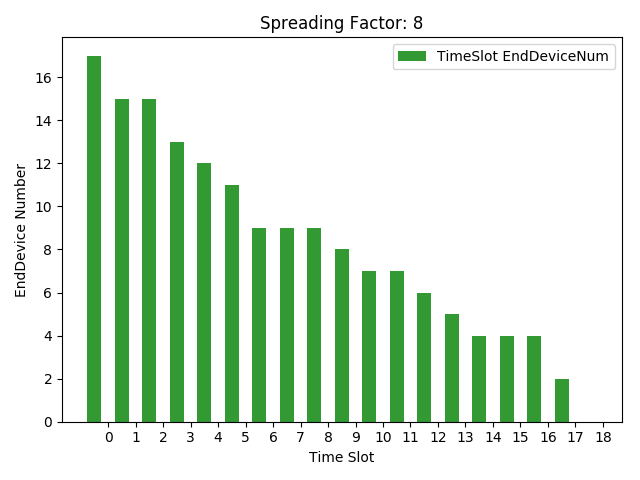 Spreading Factor: 8
TimeSlot EndDeviceNum
EndDevice Number
16
14
12
10
8
6
4
2
0
0 1 2 3 4 5 6 7 8 9 10 11 12 13 14 15 16 17 18
Time Slot